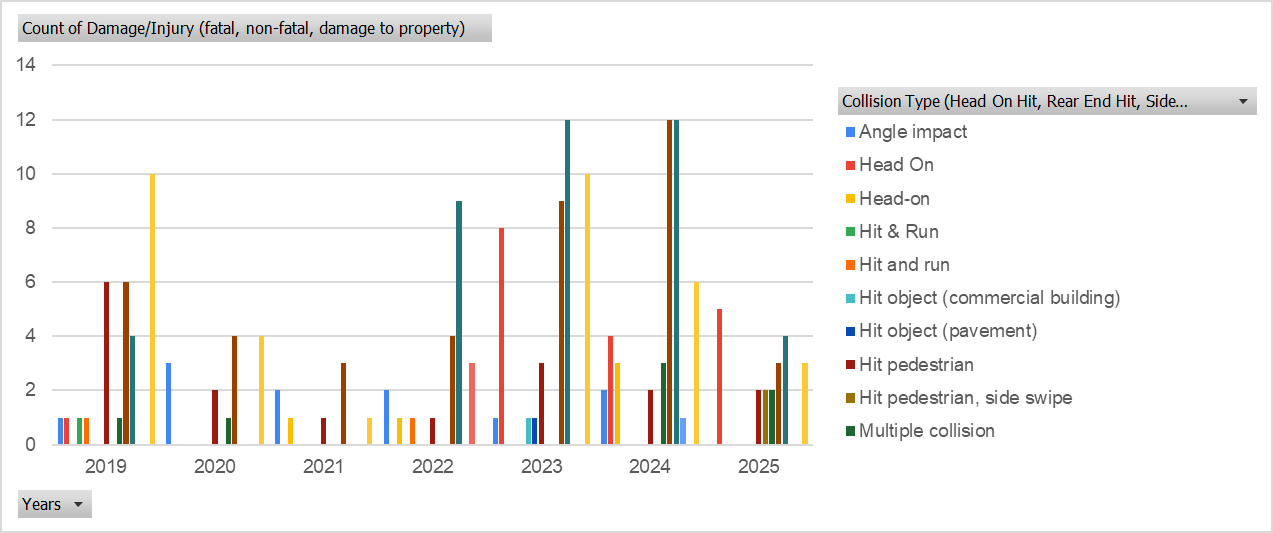 Count of Damage/Injury (fatal, non-fatal, damage to property)
14
12
10
8
6
4
2
0
2019 2020 2021 2022 2023 2024 2025
Years
Collision Type (Head On Hit, Rear End Hit, Side...
Angle impact
Head On
Head-on
Hit & Run
Hit and run
Hit object (commercial building)
Hit object (pavement)
Hit pedestrian
Hit pedestrian, side swipe
Multiple collision